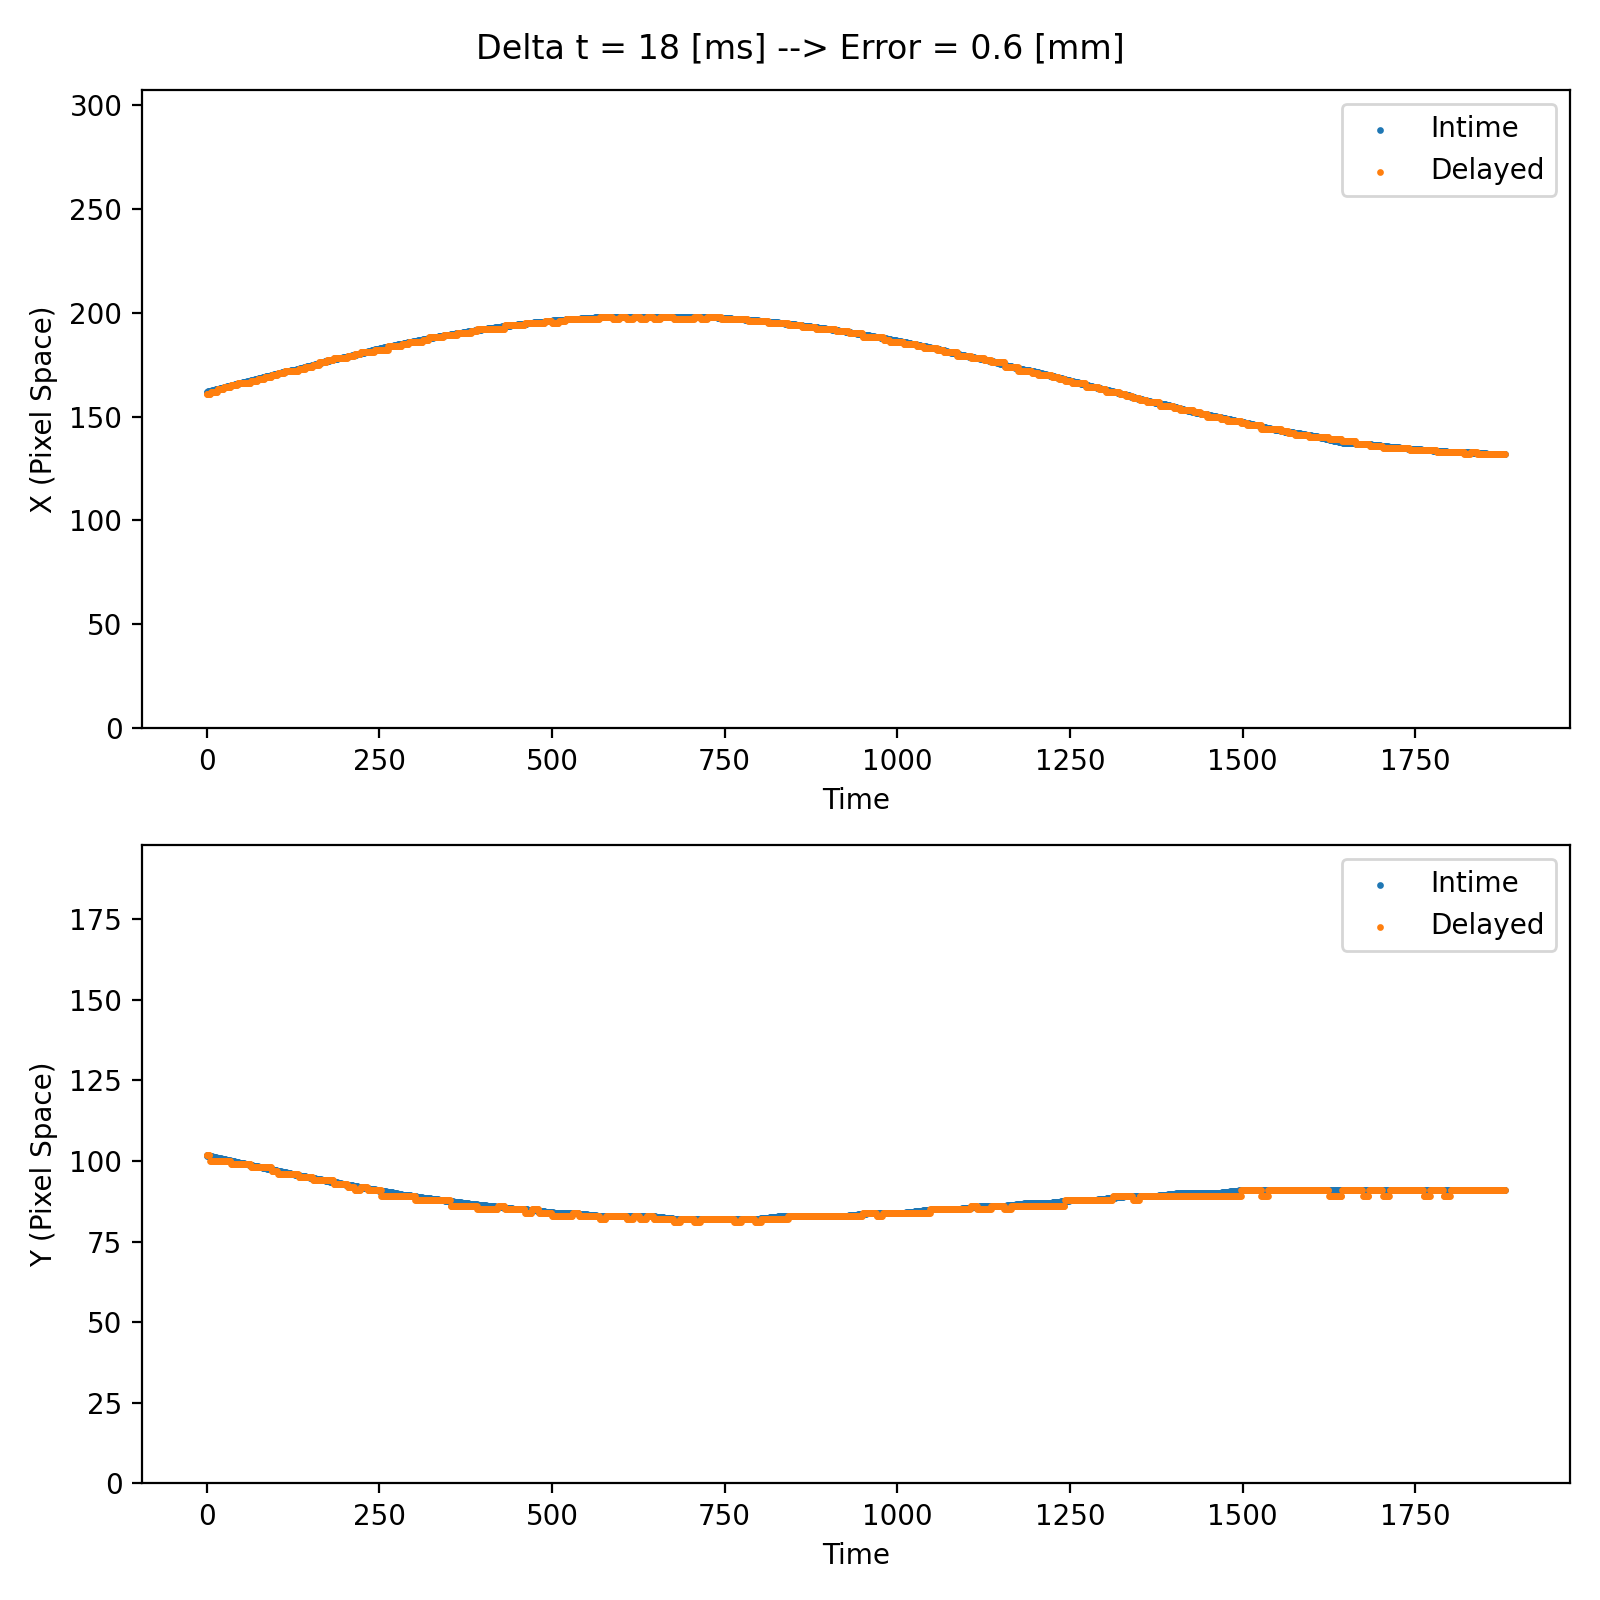 Delta t = 18 [ms] --> Error = 0.6 [mm]
300
250
200
150
100
50
0
X (Pixel Space)
Intime
Delayed
0 250 500 750 1000 1250 1500 1750
Time
175
150
125
100
75
50
25
0
Y (Pixel Space)
Intime
Delayed
0 250 500 750 1000 1250 1500 1750
Time